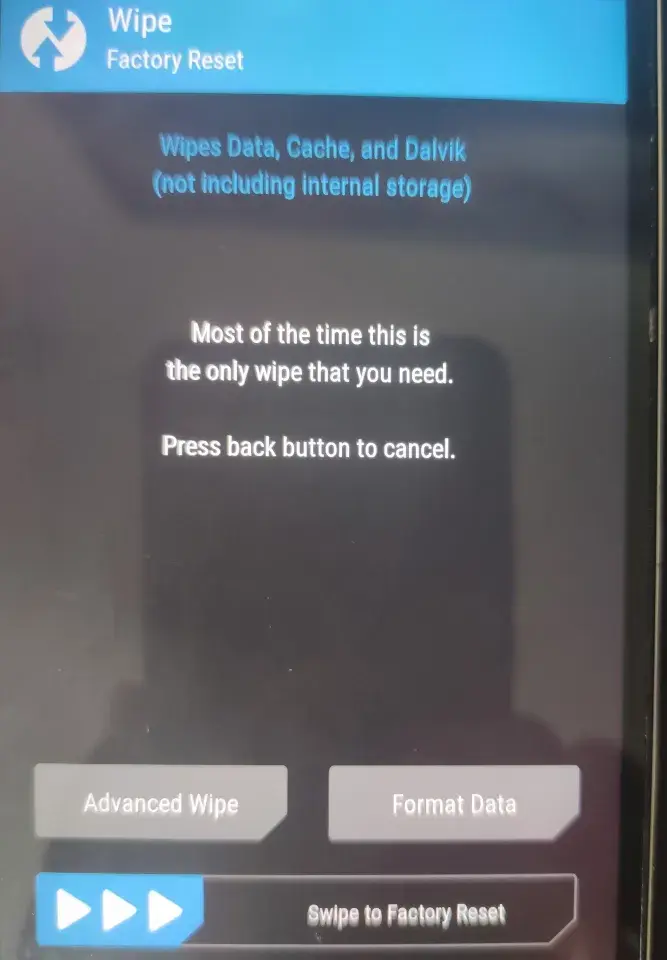 Wipe
Factory Reset
Wipes Data, Cache, and Dalvik
(not including internal storage)
Most of the time this is
the only wipe that you need.
Press back button to cancel.
Advanced Wipe
Format Data
Swipe to Factory Reset